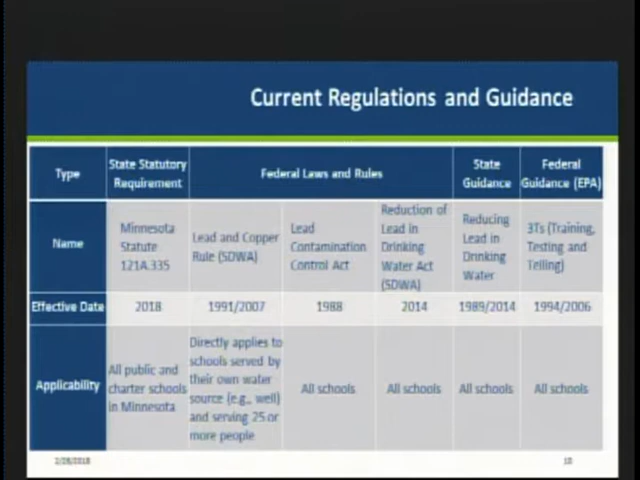 Current Regulations and Guidance
Type
State Statutory
Requirement
Federal Laws and Rules
State
Guidance
Federal
Guidance (EPA)
Name
Minnesota
Statute
121A.335
Lead and Copper
Rule (SDWA)
Lead
Contamination
Control Act
Reduction of
Lead in
Drinking
Water Act
(SDWA)
Reducing
Lead in
Drinking
Water
3Ts (Training,
Testing and
Telling)
Effective Date
2018
1991/2007
1988
2014
1989/2014
1994/2006
Applicability
All public and
charter schools
in Minnesota
Directly applies to
schools served by
their own water
source (e.g., well)
and serving 25 or
more people
All schools
All schools
All schools
All schools
2/28/2018
10